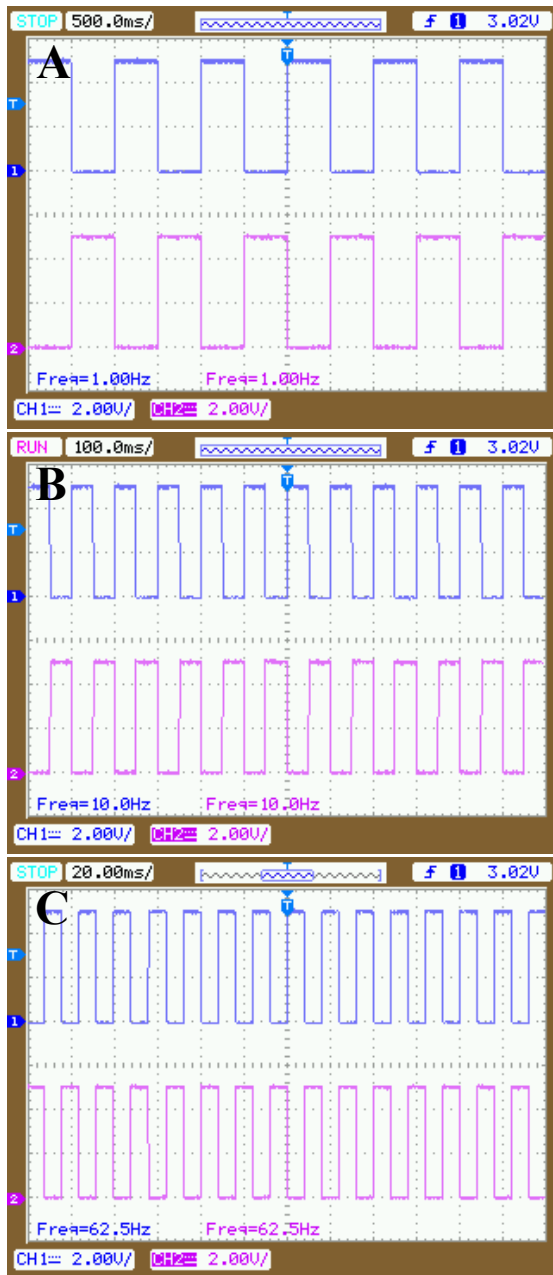 STOP 500.0ms/ T ƒ 1 3.02V
A T
T
1
2
Freq=1.00Hz Freq=1.00Hz
CH1 2.00V/ CH2 2.00V/
RUN 100.0ms/ T ƒ 1 3.02V
B T
T
1
2
Freq=10.0Hz Freq=10.0Hz
CH1 2.00V/ CH2 2.00V/
STOP 20.00ms/ T ƒ 1 3.02V
C T
T
1
2
Freq=62.5Hz Freq=62.5Hz
CH1 2.00V/ CH2 2.00V/